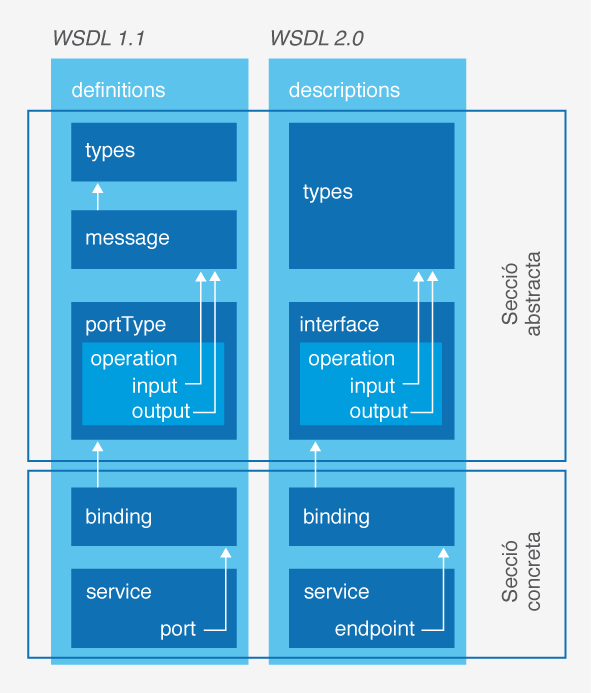 WSDL 1.1
definitions
types
message
portType
operation
input
output
binding
service
port
WSDL 2.0
descriptions
types
interface
operation
input
output
binding
service
endpoint
Secció
abstracta
Secció
concreta